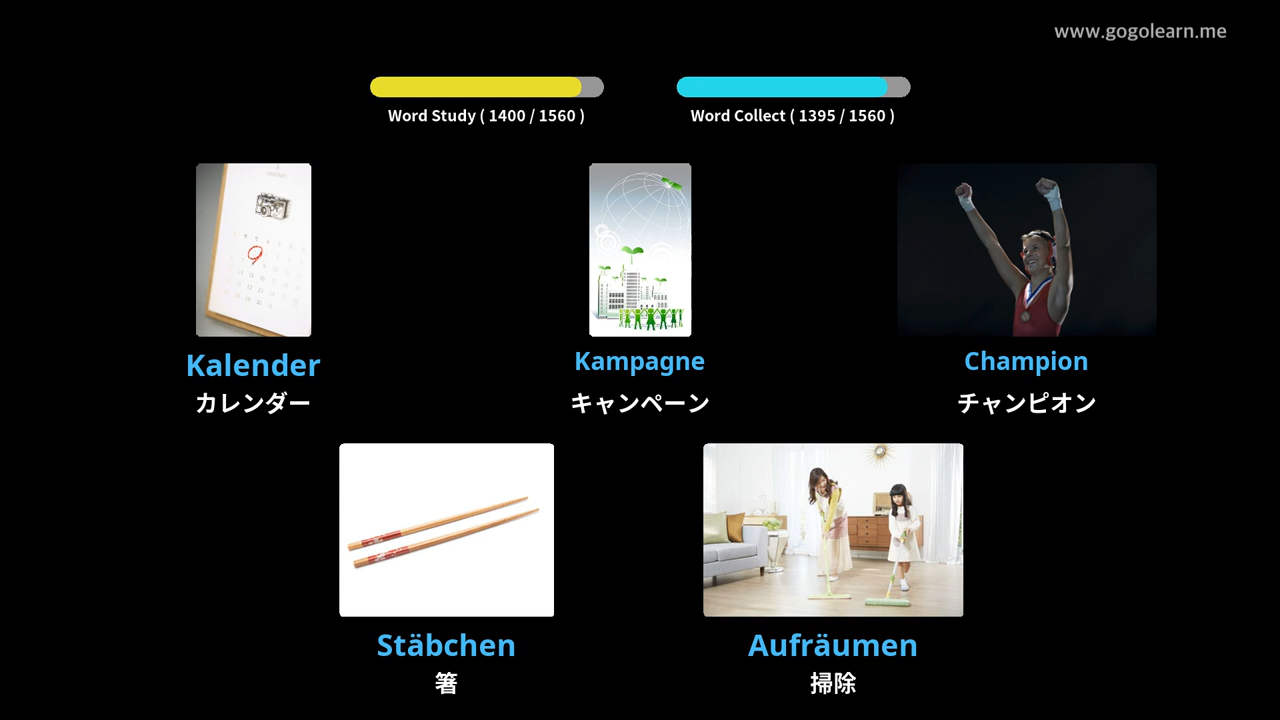 www.gogolearn.me
Word Study ( 1400 / 1560 )
Word Collect ( 1395 / 1560 )
Kalender
カレンダー
Kampagne
キャンペーン
Champion
チャンピオン
Stäbchen
箸
Aufräumen
掃除